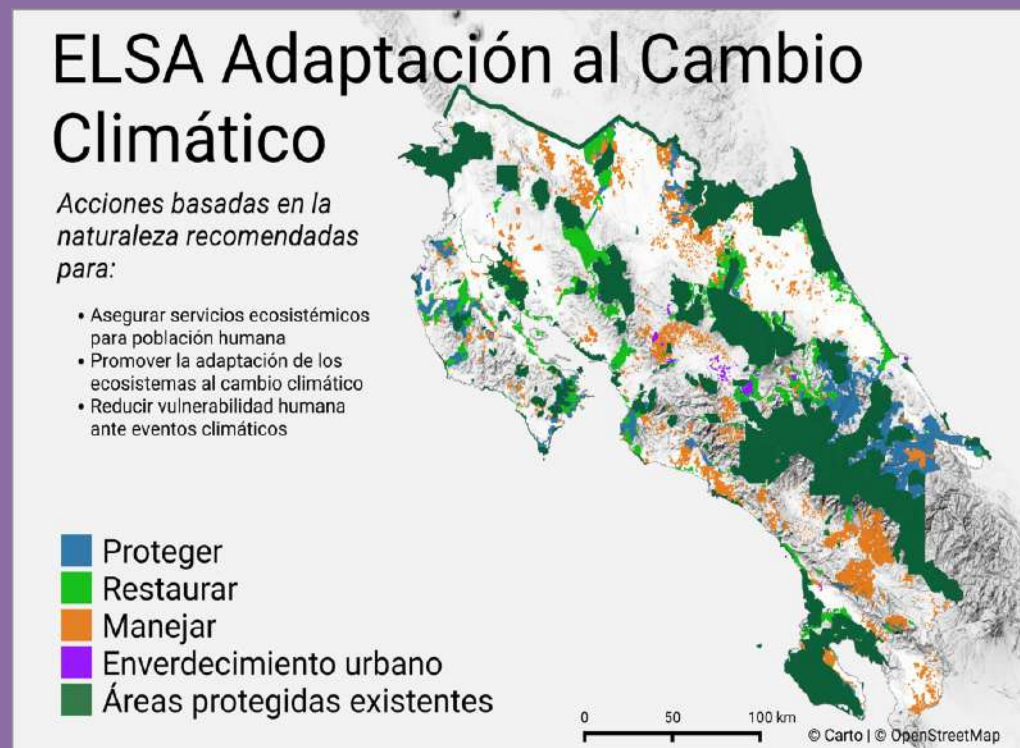 ELSA Adaptación al Cambio
Climático
Acciones basadas en la
naturaleza recomendadas
para:
• Asegurar servicios ecosistémicos
para población humana
• Promover la adaptación de los
ecosistemas al cambio climático
• Reducir vulnerabilidad humana
ante eventos climáticos
Proteger
Restaurar
Manejar
Enverdecimiento urbano
Áreas protegidas existentes
0 50 100 km
© Carto | © OpenStreetMap